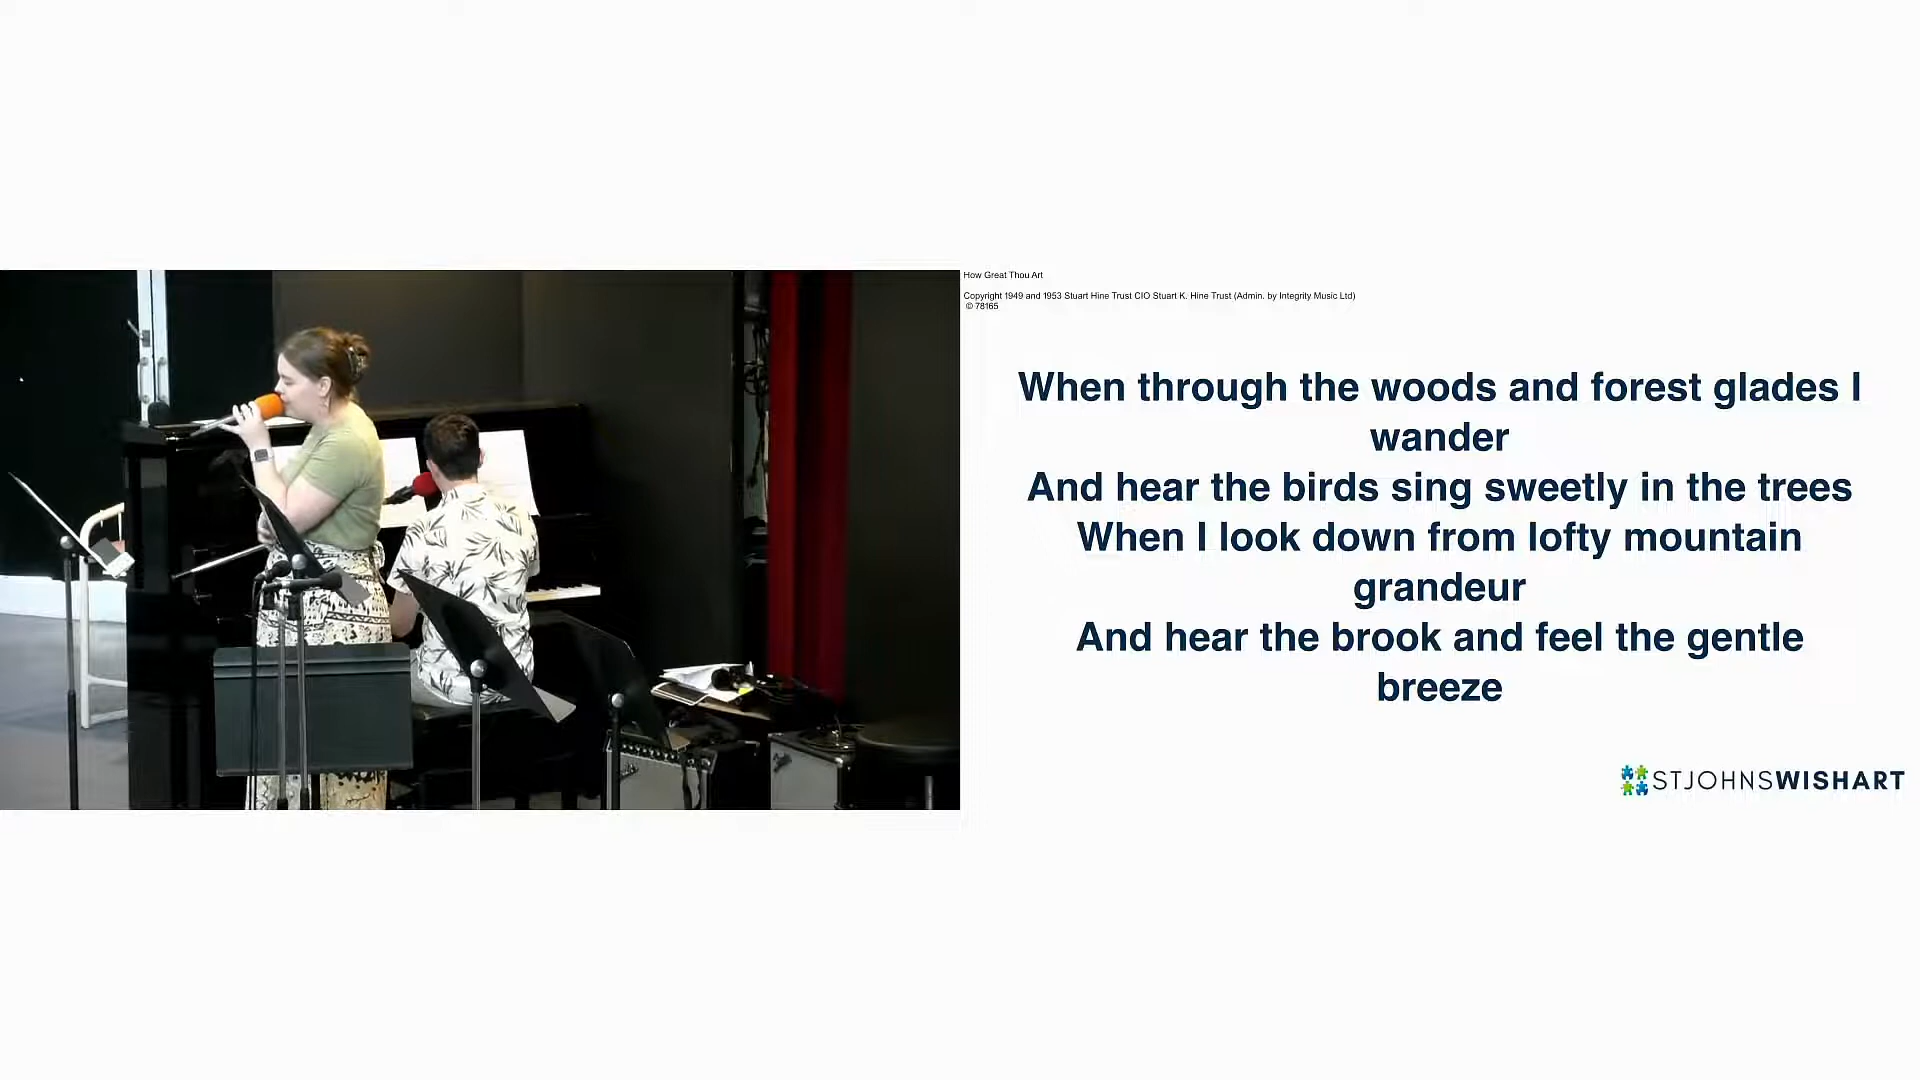 How Great Thou Art
Copyright 1949 and 1953 Stuart Hine Trust CIO Stuart K. Hine Trust (Admin. by Integrity Music Ltd)
© 78165
When through the woods and forest glades I
wander
And hear the birds sing sweetly in the trees
When I look down from lofty mountain
grandeur
And hear the brook and feel the gentle
breeze
STJOHNSWISHART